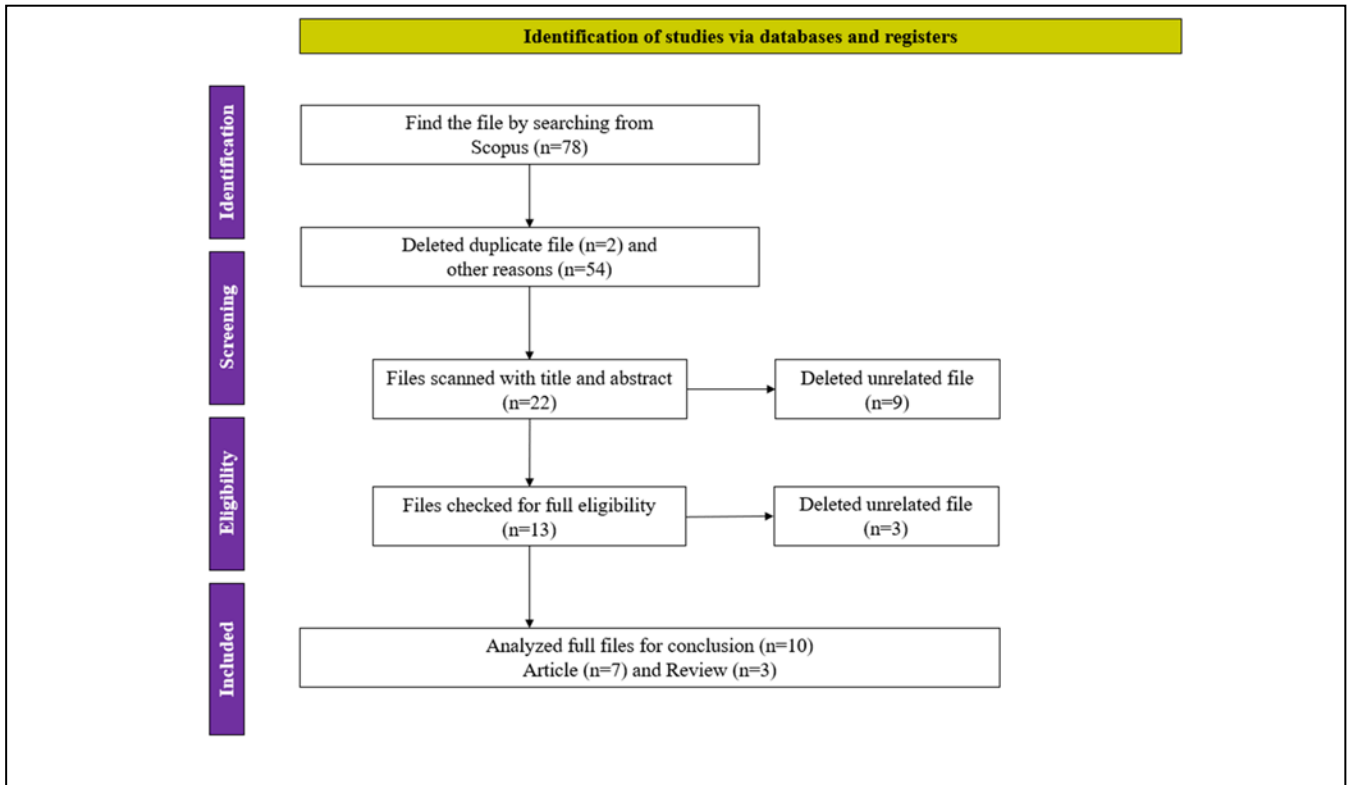 Identification of studies via databases and registers
Identification
Find the file by searching from
Scopus (n=78)
Deleted duplicate file (n=2) and
other reasons (n=54)
Screening
Files scanned with title and abstract
(n=22)
Deleted unrelated file
(n=9)
Eligibility
Files checked for full eligibility
(n=13)
Deleted unrelated file
(n=3)
Included
Analyzed full files for conclusion (n=10)
Article (n=7) and Review (n=3)